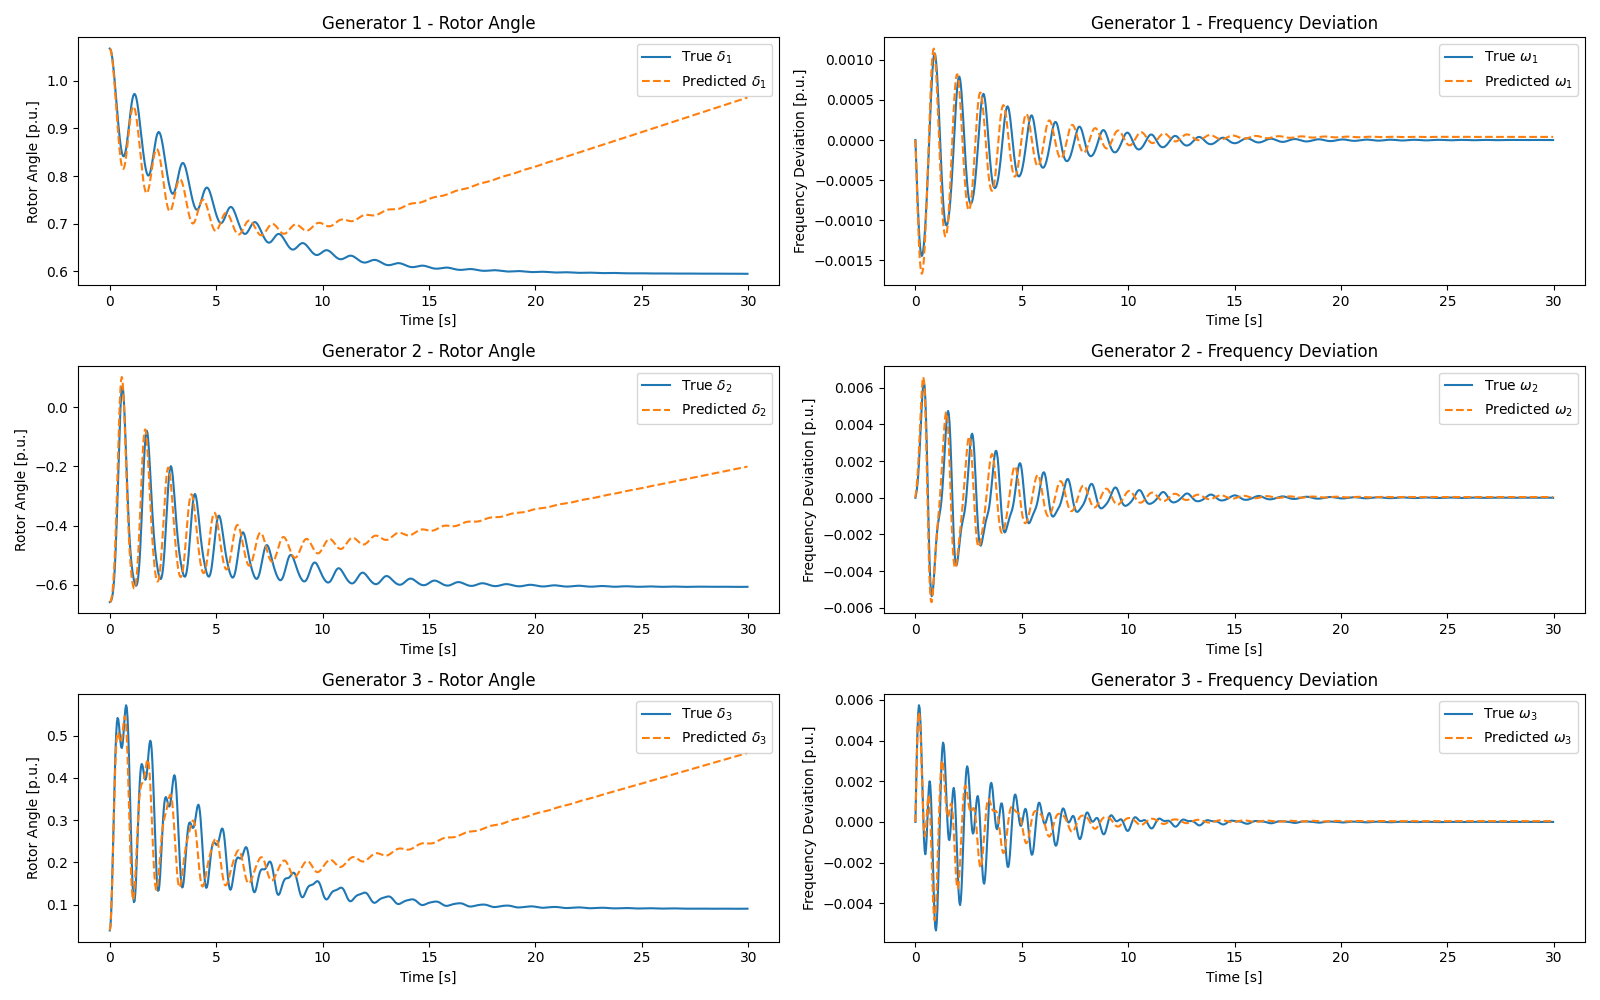 Generator 1 - Rotor Angle
Rotor Angle [p.u.]
1.0
0.9
0.8
0.7
0.6
True δ1
Predicted δ1
0 5 10 15 20 25 30
Time [s]
Generator 1 - Frequency Deviation
Frequency Deviation [p.u.]
0.0010
0.0005
0.0000
−0.0005
−0.0010
−0.0015
True ω1
Predicted ω1
0 5 10 15 20 25 30
Time [s]
Generator 2 - Rotor Angle
Rotor Angle [p.u.]
0.0
−0.2
−0.4
−0.6
True δ2
Predicted δ2
0 5 10 15 20 25 30
Time [s]
Generator 2 - Frequency Deviation
Frequency Deviation [p.u.]
0.006
0.004
0.002
0.000
−0.002
−0.004
−0.006
True ω2
Predicted ω2
0 5 10 15 20 25 30
Time [s]
Generator 3 - Rotor Angle
Rotor Angle [p.u.]
0.5
0.4
0.3
0.2
0.1
True δ3
Predicted δ3
0 5 10 15 20 25 30
Time [s]
Generator 3 - Frequency Deviation
Frequency Deviation [p.u.]
0.006
0.004
0.002
0.000
−0.002
−0.004
True ω3
Predicted ω3
0 5 10 15 20 25 30
Time [s]